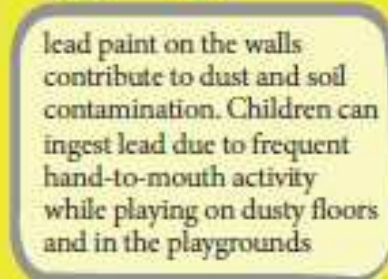 lead paint on the walls
contribute to dust and soil
contamination. Children can
ingest lead due to frequent
hand-to-mouth activity
while playing on dusty floors
and in the playgrounds